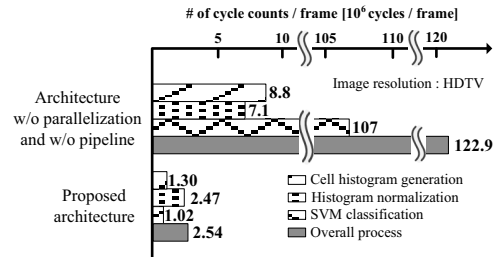 # of cycle counts / frame [10⁶ cycles / frame]
5 10 105 110 120
Image resolution : HDTV
Architecture
w/o parallelization
and w/o pipeline
8.8
7.1
107
122.9
Proposed
architecture
1.30
2.47
1.02
2.54
Cell histogram generation
Histogram normalization
SVM classification
Overall process